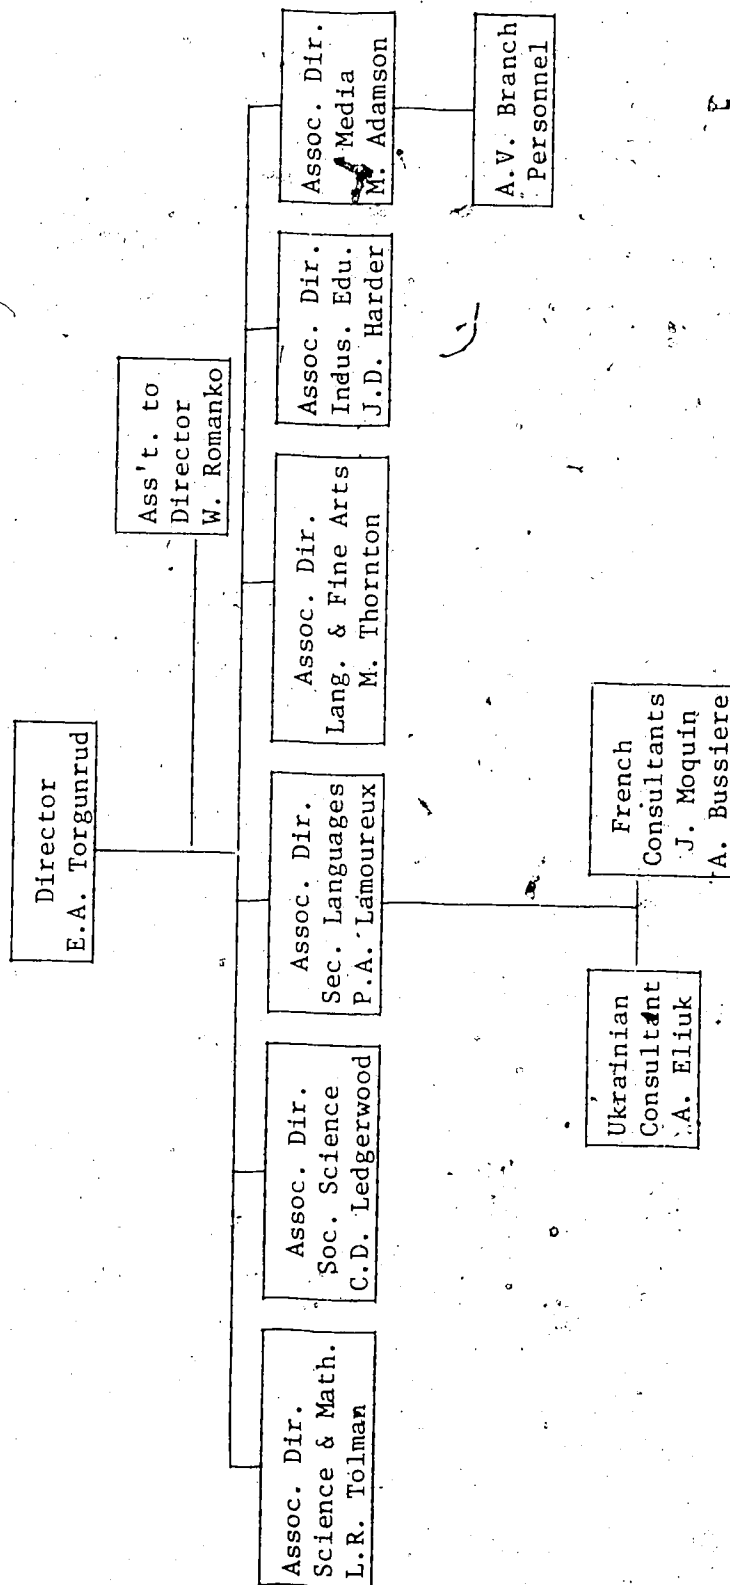 Director
E.A. Torgunrud
Ass't. to
Director
W. Romanko
Assoc. Dir.
Science & Math.
L.R. Tolman
Assoc. Dir.
Soc. Science
C.D. Ledgerwood
Assoc. Dir.
Sec. Languages
P.A. Lamoureux
Assoc. Dir.
Lang. & Fine Arts
M. Thornton
Assoc. Dir.
Indus. Edu.
J.D. Harder
Assoc. Dir.
Media
M. Adamson
Ukrainian
Consultant
A. Eliuk
French
Consultants
J. Moquin
A. Bussiere
A.V. Branch
Personnel